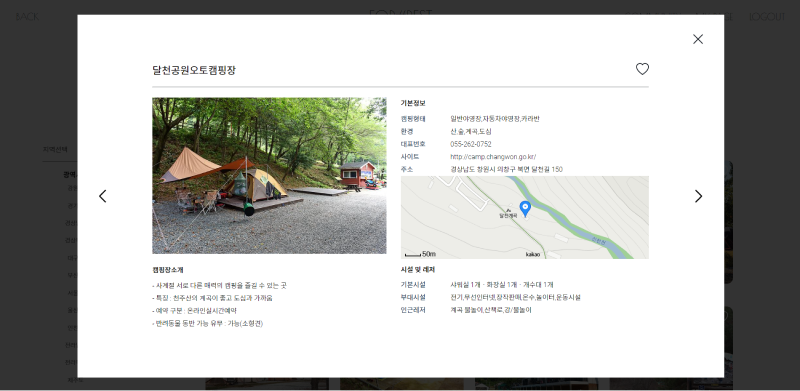 BACK
LOGOUT
달천공원오토캠핑장
기본정보
캠핑형태 일반야영장,자동차야영장,카라반
환경 산,숲,계곡,도심
대표번호 055-262-0752
사이트 http://camp.changwon.go.kr/
주소 경상남도 창원시 의창구 북면 달천길 150
달천계곡
50m
kakao
캠핑장소개
- 사계절 서로 다른 매력의 캠핑을 즐길 수 있는 곳
- 특징 : 천주산의 계곡이 좋고 도심과 가까움
- 예약 구분 : 온라인실시간예약
- 반려동물 동반 가능 유무 : 가능(소형견)
시설 및 레저
기본시설 샤워실 1개 · 화장실 1개 · 개수대 1개
부대시설 전기,무선인터넷,장작판매,온수,놀이터,운동시설
인근레저 계곡 물놀이,산책로,강/물놀이